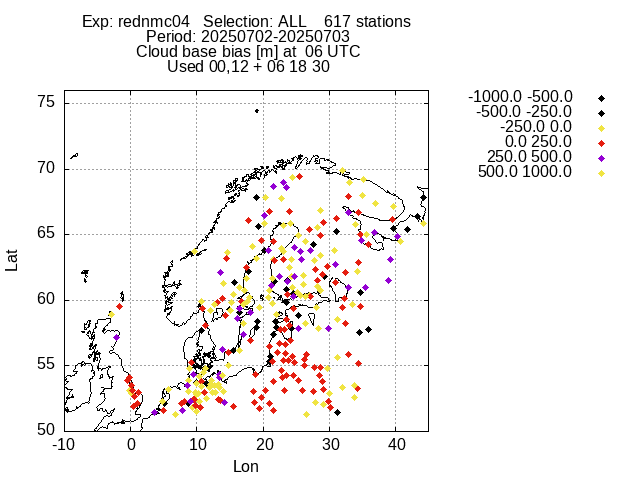 Exp: rednmc04 Selection: ALL 617 stations
Period: 20250702-20250703
Cloud base bias [m] at 06 UTC
Used 00,12 + 06 18 30
-1000.0 -500.0
-500.0 -250.0
-250.0 0.0
0.0 250.0
250.0 500.0
500.0 1000.0
75
70
65
60
55
50
Lat
-10 0 10 20 30 40
Lon